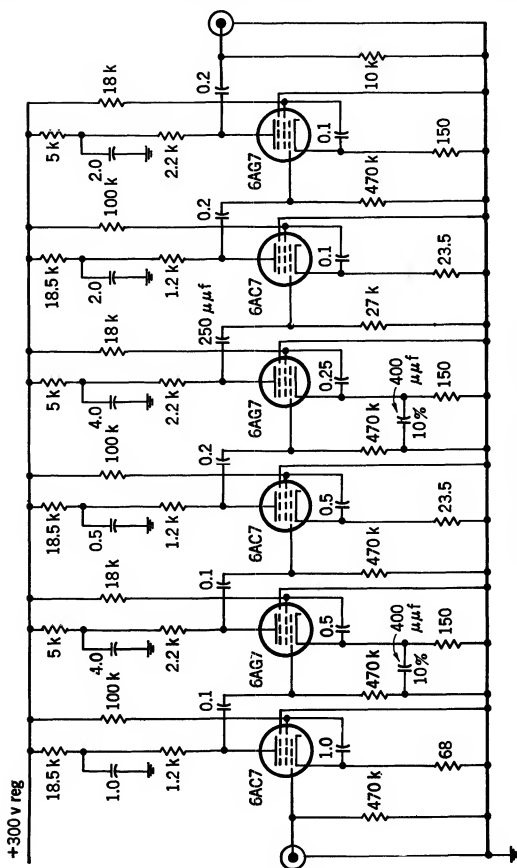 +300 v reg
18.5 k
1.0
1.2 k
100 k
0.1
6AC7
1.0
470 k
68
5 k
4.0
2.2 k
18 k
0.1
6AG7
0.5
470 k
400
μμf
10%
150
18.5 k
0.5
1.2 k
100 k
0.2
6AC7
0.5
470 k
23.5
5 k
4.0
2.2 k
18 k
250 μμf
6AG7
0.25
470 k
400
μμf
10%
150
18.5 k
2.0
1.2 k
100 k
0.2
6AC7
0.1
27 k
23.5
5 k
2.0
2.2 k
18 k
0.2
6AG7
0.1
470 k
150
10 k